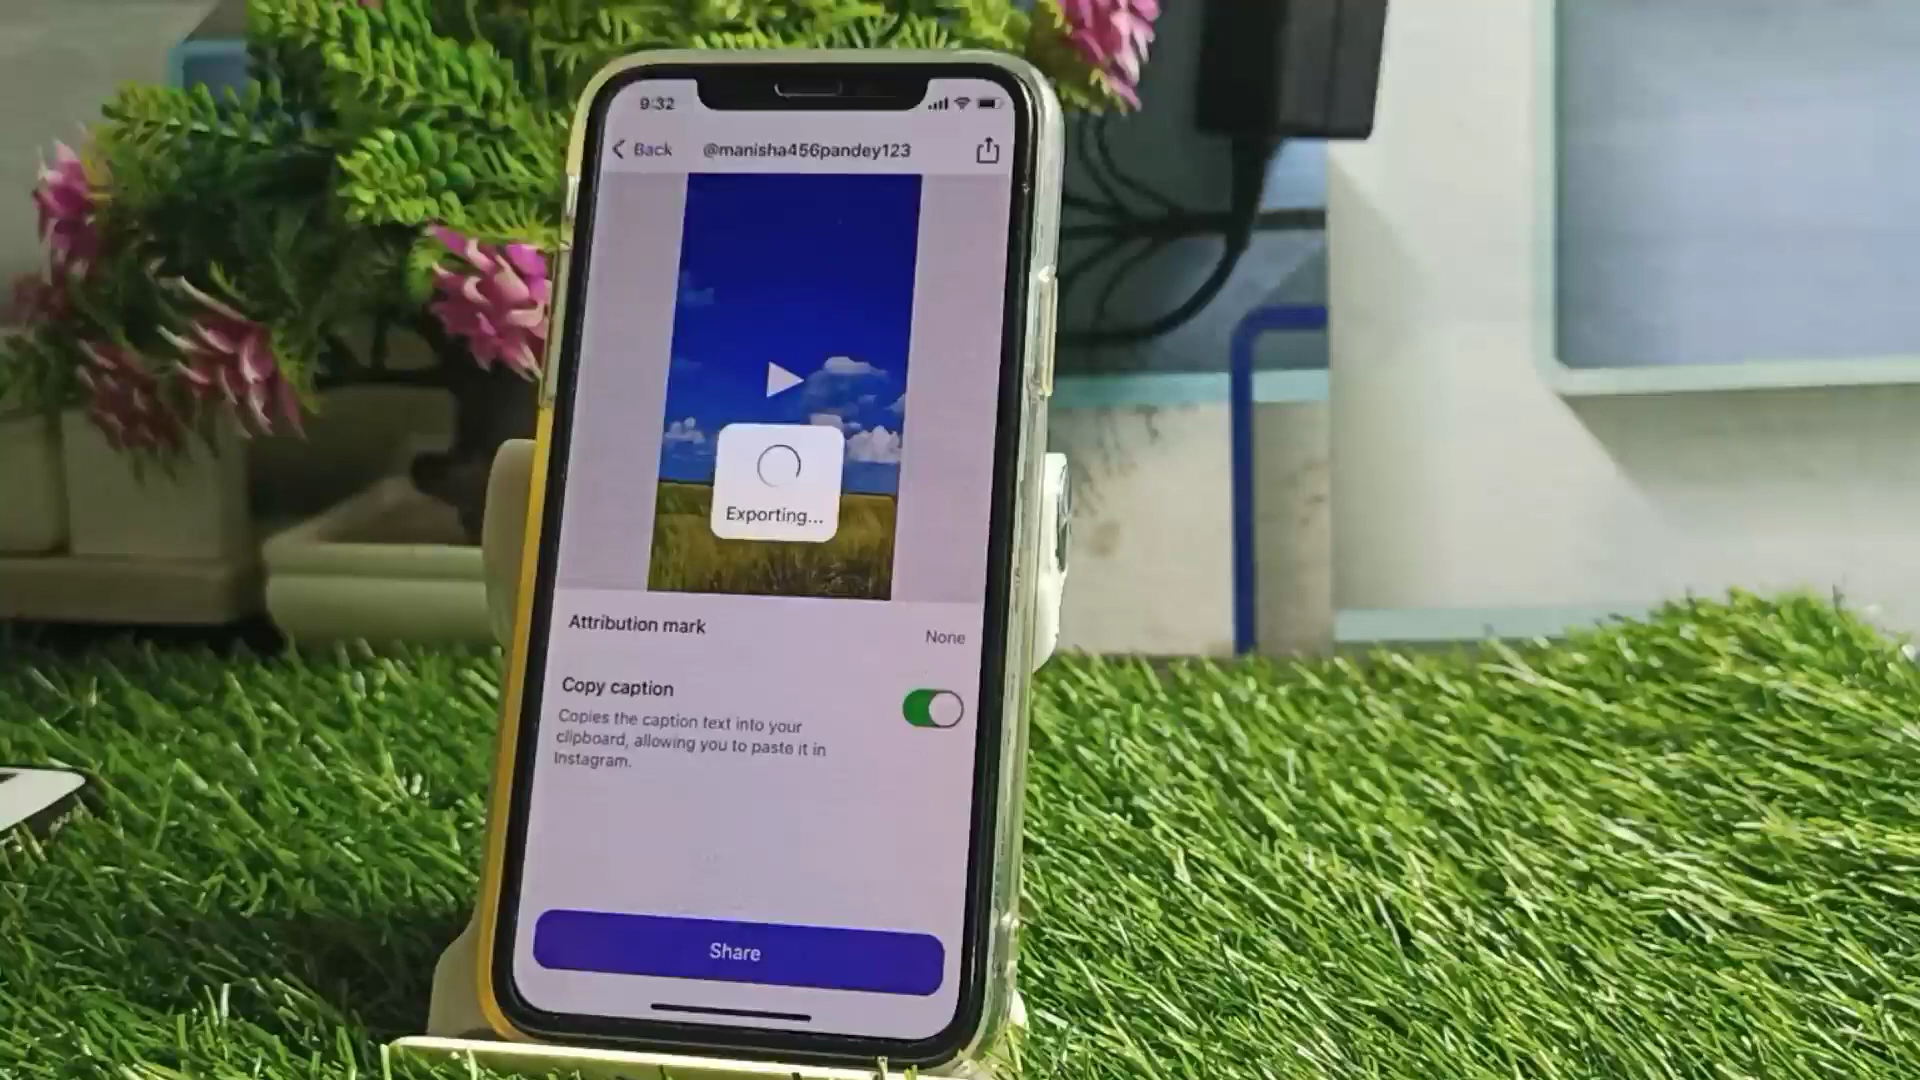 9:32
Back @manisha456pandey123
Exporting...
Attribution mark
None
Copy caption
Copies the caption text into your
clipboard, allowing you to paste it in
Instagram.
Share